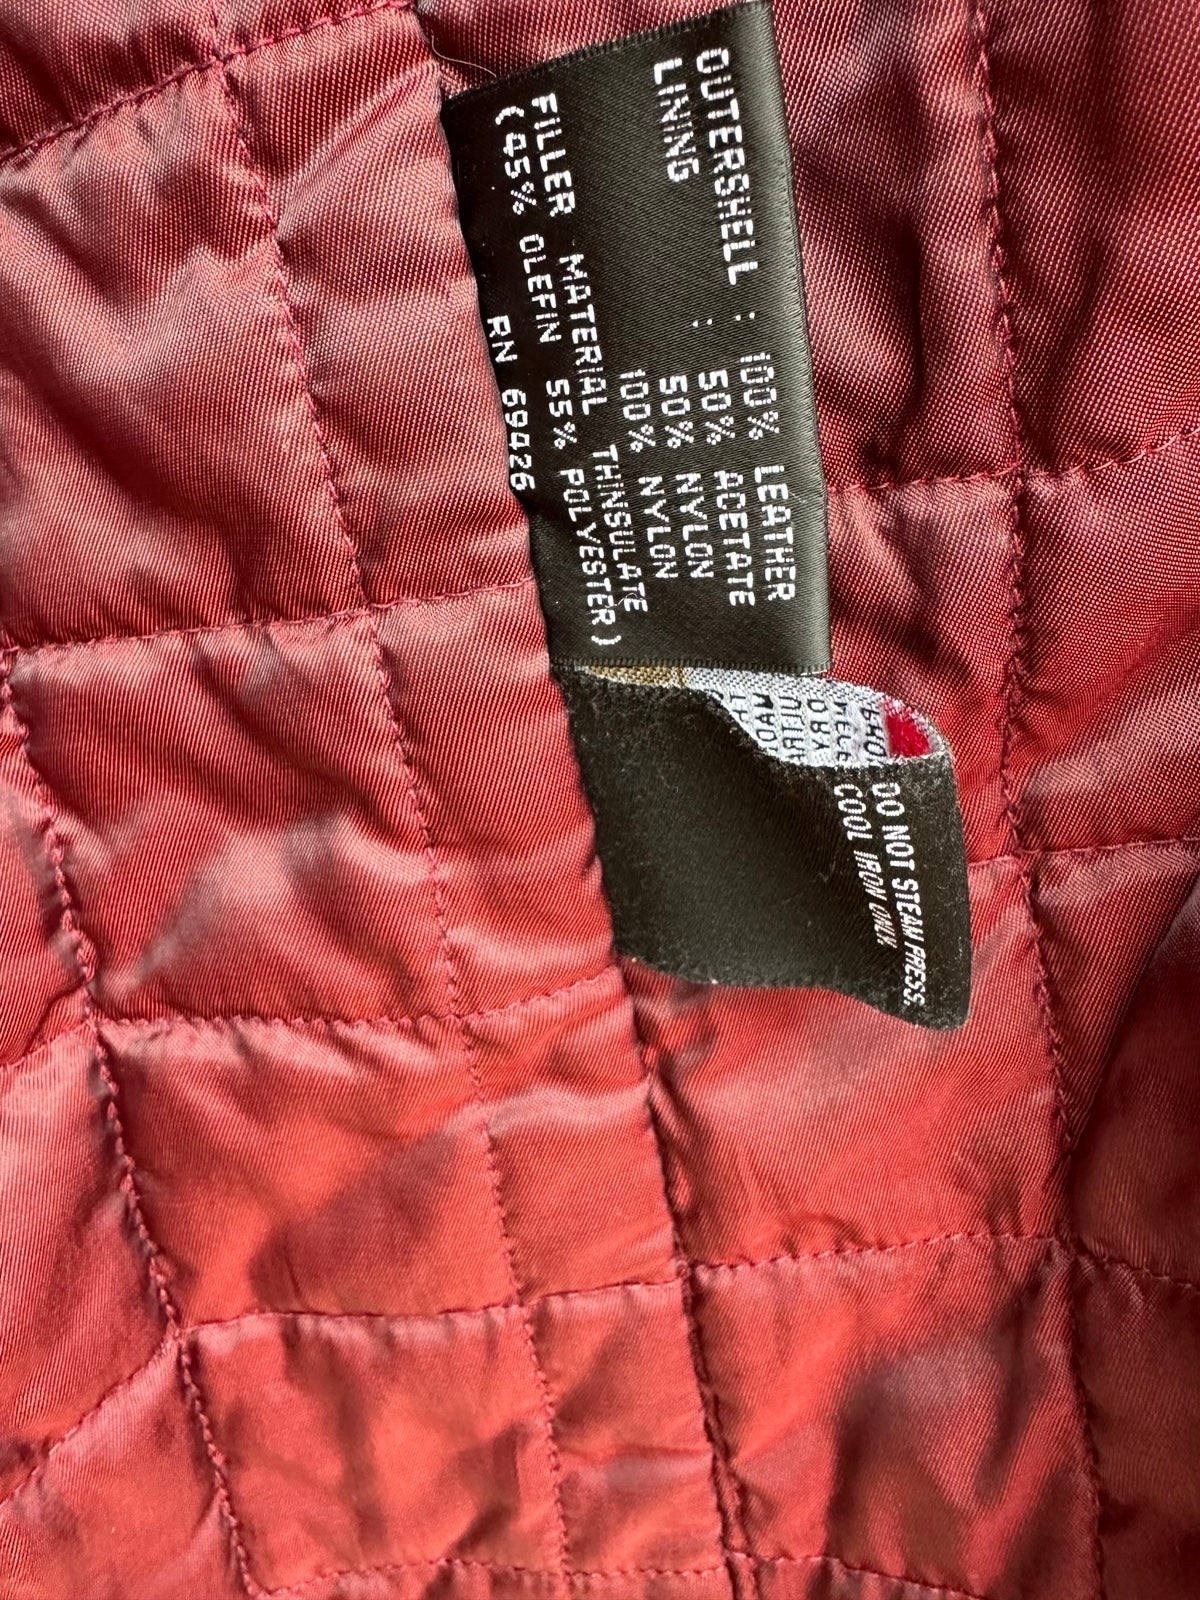 OUTERSHELL : 100% LEATHER
LINING : 50% ACETATE
50% NYLON
100% NYLON
FILLER MATERIAL THINSULATE
(45% OLEFIN 55% POLYESTER)
RN 69426
DO NOT STEAM PRESS.
COOL IRON ONLY.